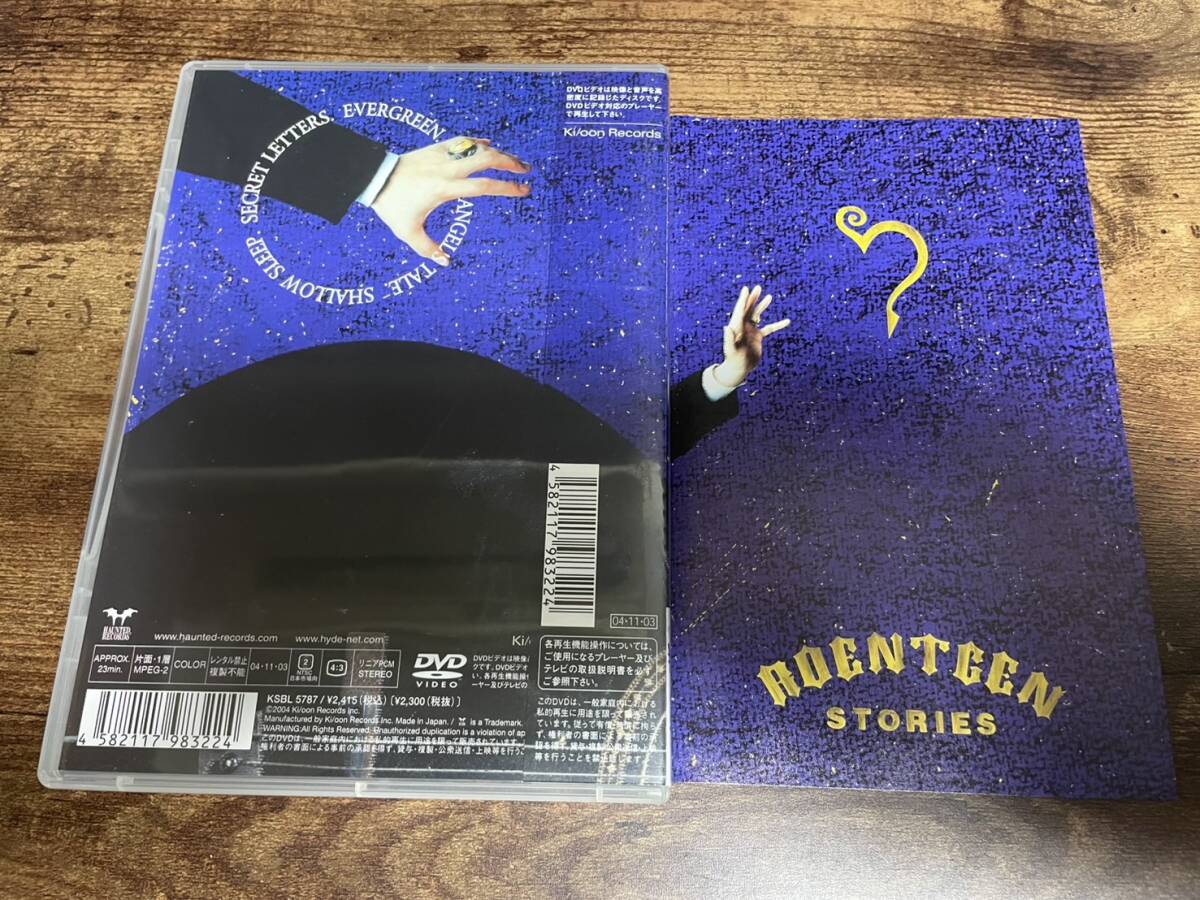 EVERGREEN
ANGEL'S TALE
SHALLOW SLEEP.
SECRET LETTERS.
DVDビデオは映像と音声を高
密度に記録したディスクです。
DVDビデオ対応のプレーヤー
で再生して下さい。
Ki/oon Records
4 582117 983224
04・11・03
HAUNTED
RECORDS
www.haunted-records.com
www.hyde-net.com
Ki/
APPROX.
23min.
片面・1層
MPEG-2
COLOR
レンタル禁止
複製不能
04・11・03
2
NTSC
日本市場向
4:3
リニアPCM
STEREO
DVD
VIDEO
各再生機能操作については、
ご使用になるプレーヤー及び
テレビの取扱説明書を必ず
ご参照下さい。
KSBL 5787 / ¥2,415(税込) [¥2,300(税抜)]
©2004 Ki/oon Records Inc.
Manufactured by Ki/oon Records Inc. Made in Japan. / is a Trademark.
WARNING:All Rights Reserved. Unauthorized duplication is a violation of
4 582117 983224
ROENTGEN
STORIES